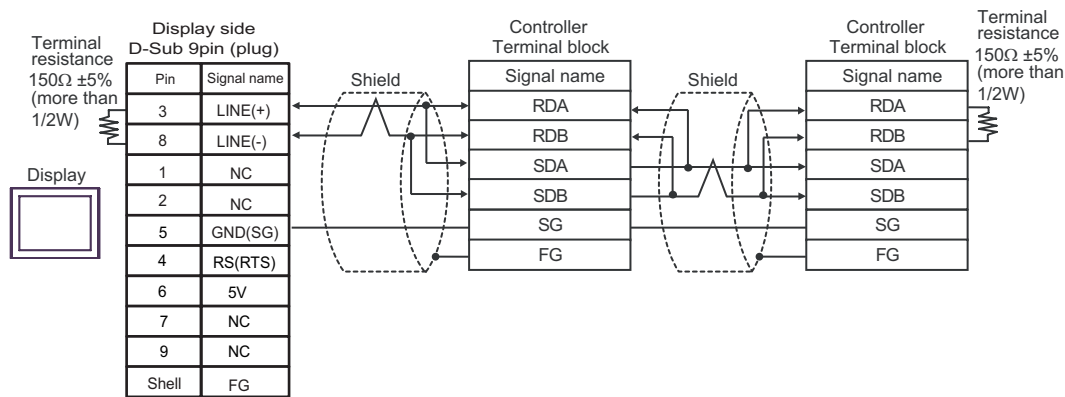 Terminal
resistance
150Ω ±5%
(more than
1/2W)
Display
Display side
D-Sub 9pin (plug)
Pin Signal name
3 LINE(+)
8 LINE(-)
1 NC
2 NC
5 GND(SG)
4 RS(RTS)
6 5V
7 NC
9 NC
Shell FG
Shield
Controller
Terminal block
Signal name
RDA
RDB
SDA
SDB
SG
FG
Shield
Controller
Terminal block
Signal name
RDA
RDB
SDA
SDB
SG
FG
Terminal
resistance
150Ω ±5%
(more than
1/2W)